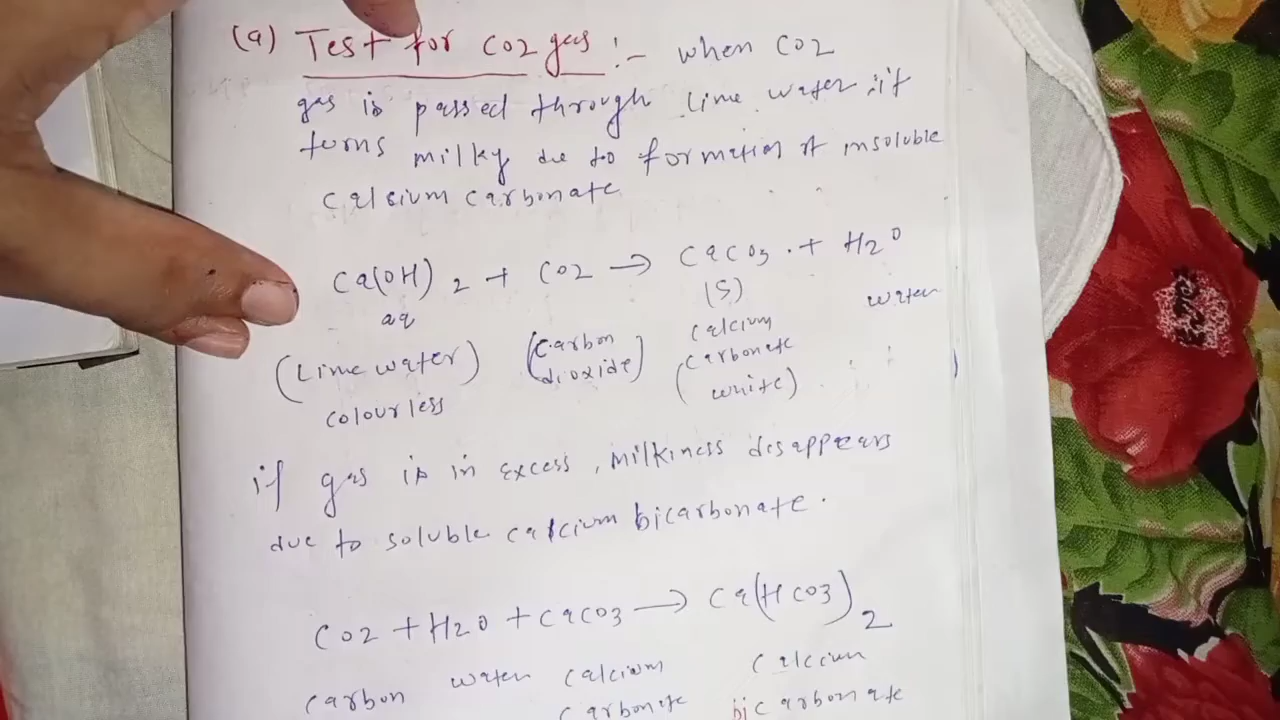 (a) Test for CO2 gas :- when CO2
gas is passed through lime water it
turns milky due to formation of insoluble
Calsium carbonate
Ca(OH)2 + CO2 → CaCO3 + H2O
aq (S) water
(Lime water) (Carbon dioxide) calcium (carbonate white)
colourless
if gas is in excess, milkiness disappears
due to soluble calcium bicarbonate.
CO2 + H2O + CaCO3 → Ca(HCO3)2
carbon water calcium calcium
carbonate bicarbonate